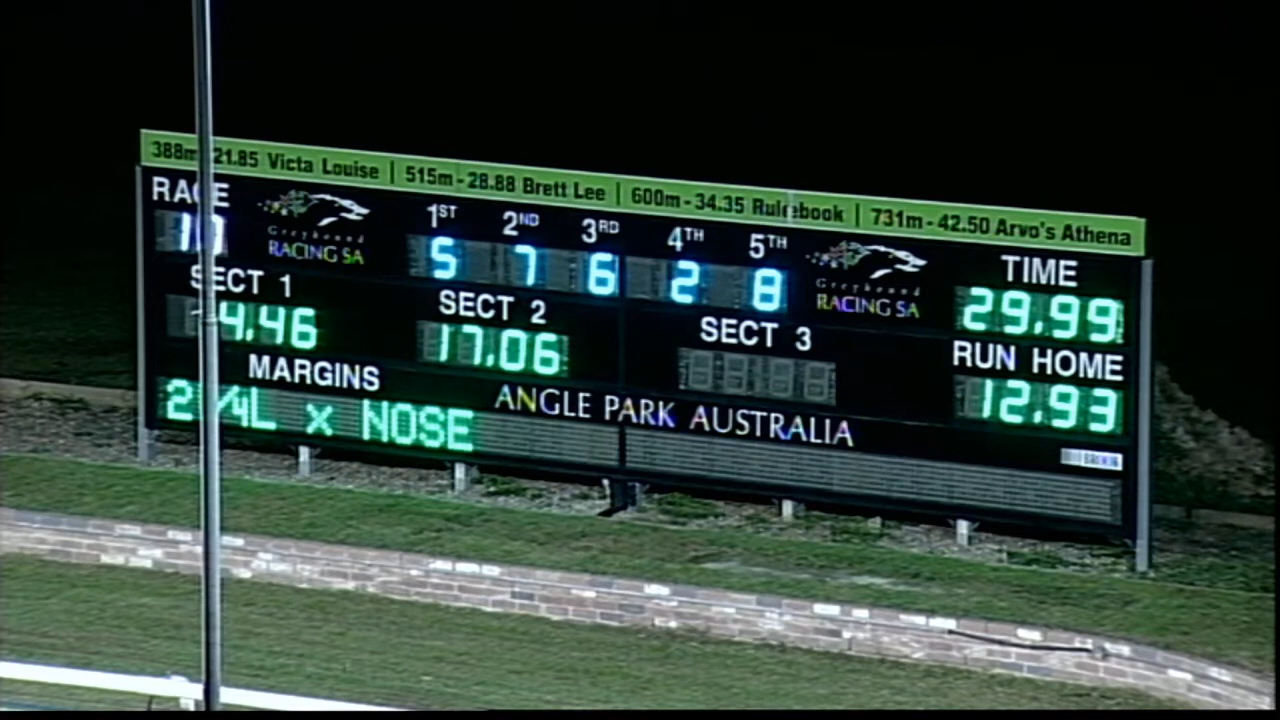 388m-21.85 Victa Louise | 515m-28.88 Brett Lee | 600m-34.35 Rulebook | 731m-42.50 Arvo's Athena
RACE
Greyhound
RACING SA
1ST 2ND 3RD 4TH 5TH
5 7 6 2 8
Greyhound
RACING SA
TIME
29.99
SECT 1
4.46
SECT 2
17.06
SECT 3
RUN HOME
12.93
MARGINS
2 ¼L x NOSE
ANGLE PARK AUSTRALIA